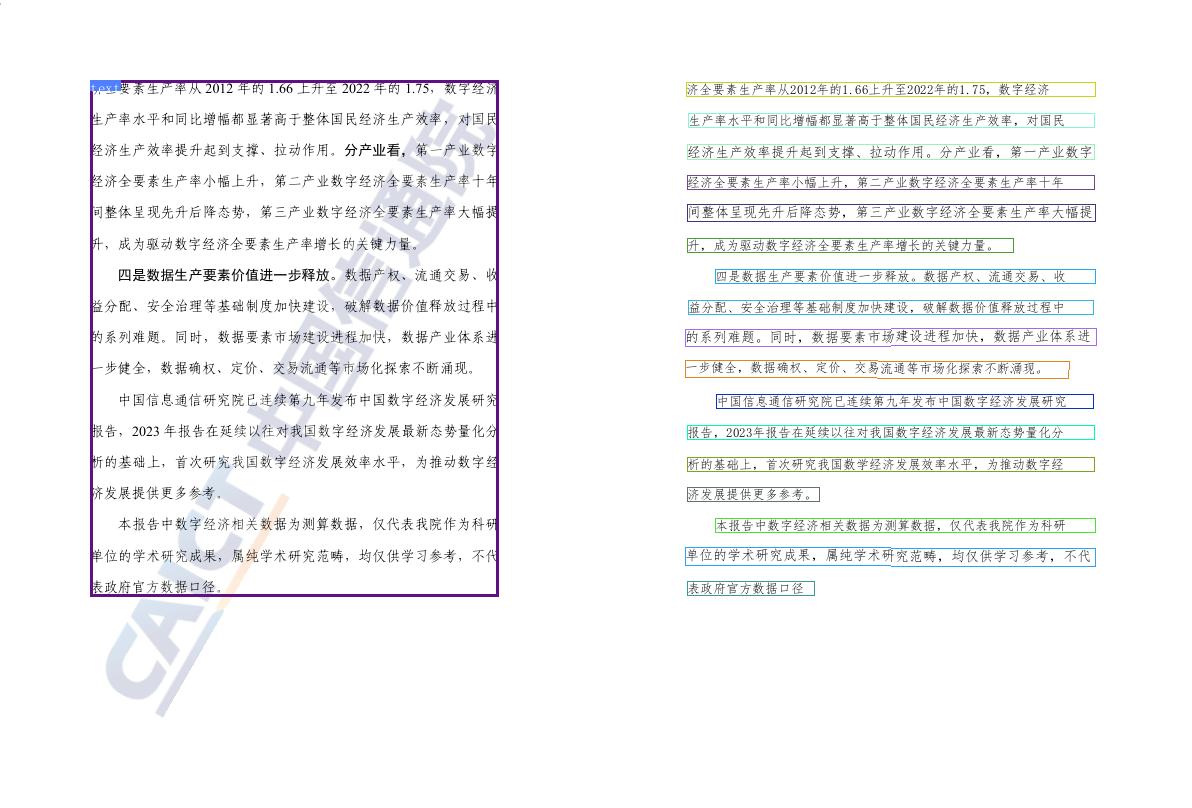 text
要素生产率从 2012 年的 1.66 上升至 2022 年的 1.75，数字经济
生产率水平和同比增幅都显著高于整体国民经济生产效率，对国民
经济生产效率提升起到支撑、拉动作用。分产业看，第一产业数字
经济全要素生产率小幅上升，第二产业数字经济全要素生产率十年
间整体呈现先升后降态势，第三产业数字经济全要素生产率大幅提
升，成为驱动数字经济全要素生产率增长的关键力量。
四是数据生产要素价值进一步释放。数据产权、流通交易、收
益分配、安全治理等基础制度加快建设，破解数据价值释放过程中
的系列难题。同时，数据要素市场建设进程加快，数据产业体系进
一步健全，数据确权、定价、交易流通等市场化探索不断涌现。
中国信息通信研究院已连续第九年发布中国数字经济发展研究
报告，2023 年报告在延续以往对我国数字经济发展最新态势量化分
析的基础上，首次研究我国数字经济发展效率水平，为推动数字经
济发展提供更多参考。
本报告中数字经济相关数据为测算数据，仅代表我院作为科研
单位的学术研究成果，属纯学术研究范畴，均仅供学习参考，不代
表政府官方数据口径。
CAICT 中国信通院
济全要素生产率从2012年的1.66上升至2022年的1.75，数字经济
生产率水平和同比增幅都显著高于整体国民经济生产效率，对国民
经济生产效率提升起到支撑、拉动作用。分产业看，第一产业数字
经济全要素生产率小幅上升，第二产业数字经济全要素生产率十年
间整体呈现先升后降态势，第三产业数字经济全要素生产率大幅提
升，成为驱动数字经济全要素生产率增长的关键力量。
四是数据生产要素价值进一步释放。数据产权、流通交易、收
益分配、安全治理等基础制度加快建设，破解数据价值释放过程中
的系列难题。同时，数据要素市场建设进程加快，数据产业体系进
一步健全，数据确权、定价、交易流通等市场化探索不断涌现。
中国信息通信研究院已连续第九年发布中国数字经济发展研究
报告，2023年报告在延续以往对我国数字经济发展最新态势量化分
析的基础上，首次研究我国数学经济发展效率水平，为推动数字经
济发展提供更多参考。
本报告中数字经济相关数据为测算数据，仅代表我院作为科研
单位的学术研究成果，属纯学术研究范畴，均仅供学习参考，不代
表政府官方数据口径